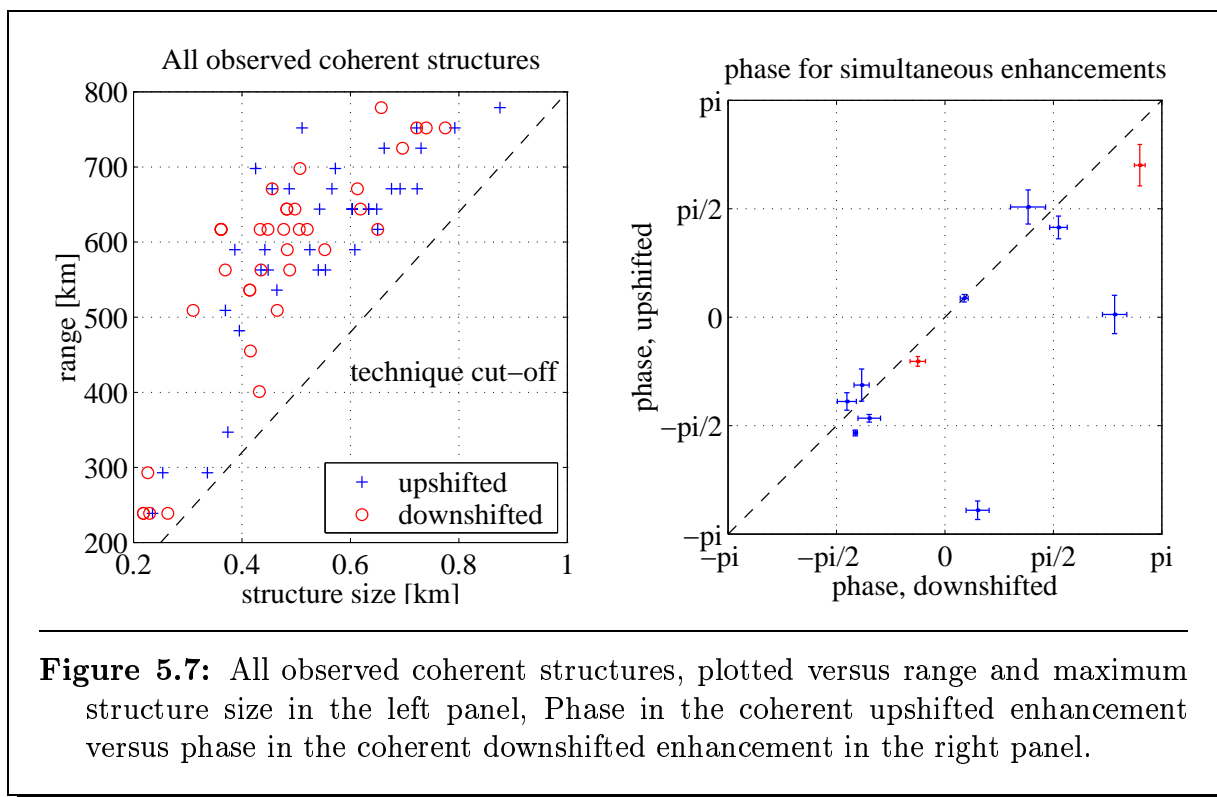 All observed coherent structures
800
700
600
500
400
300
200
0.2 0.4 0.6 0.8 1
range [km]
structure size [km]
technique cut−off
upshifted
downshifted
phase for simultaneous enhancements
pi
pi/2
0
−pi/2
−pi
−pi −pi/2 0 pi/2 pi
phase, upshifted
phase, downshifted
Figure 5.7: All observed coherent structures, plotted versus range and maximum
structure size in the left panel, Phase in the coherent upshifted enhancement
versus phase in the coherent downshifted enhancement in the right panel.